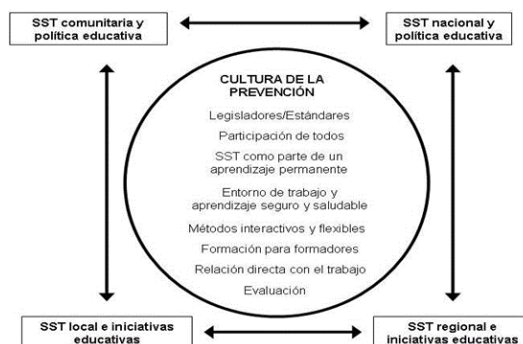 SST comunitaria y
política educativa
SST nacional y
política educativa
CULTURA DE LA
PREVENCIÓN
Legisladores/Estándares
Participación de todos
SST como parte de un
aprendizaje permanente
Entorno de trabajo y
aprendizaje seguro y saludable
Métodos interactivos y flexibles
Formación para formadores
Relación directa con el trabajo
Evaluación
SST local e iniciativas
educativas
SST regional e
iniciativas educativas